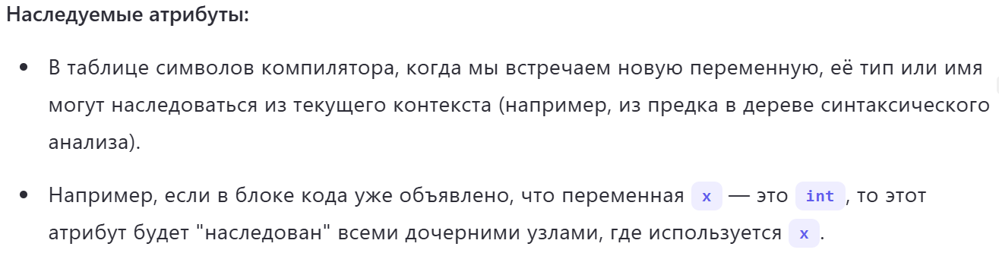 Наследуемые атрибуты:
• В таблице символов компилятора, когда мы встречаем новую переменную, её тип или имя
могут наследоваться из текущего контекста (например, из предка в дереве синтаксического
анализа).
• Например, если в блоке кода уже объявлено, что переменная x — это int, то этот
атрибут будет "наследован" всеми дочерними узлами, где используется x.